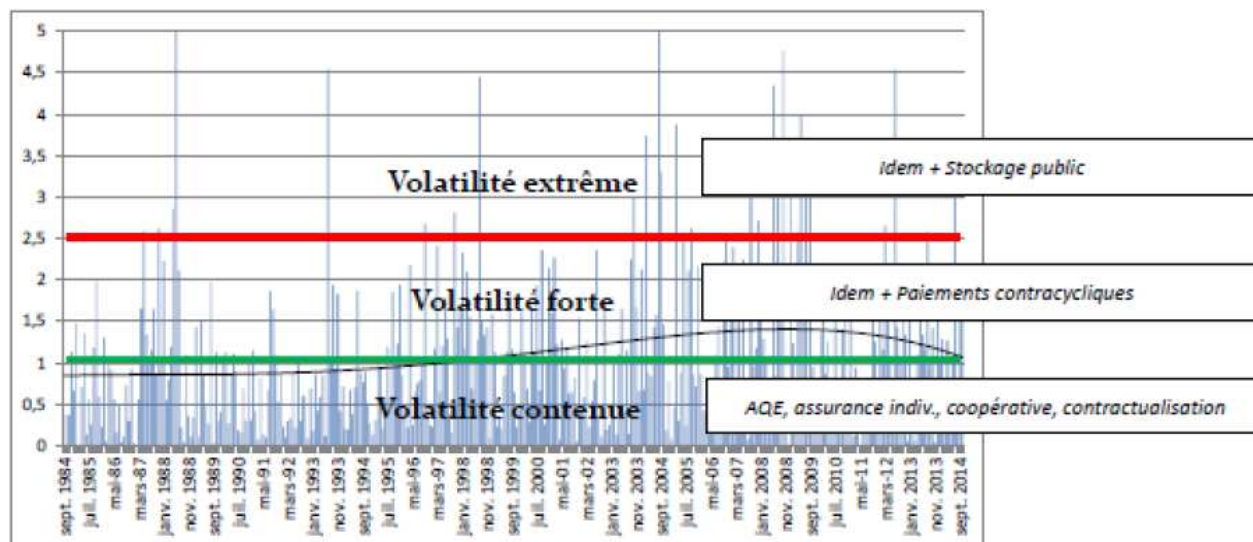 5
4,5
4
3,5
3
2,5
2
1,5
1
0,5
0
Volatilité extrême
Idem + Stockage public
Volatilité forte
Idem + Paiements contracycliques
Volatilité contenue
AQE, assurance indiv., coopérative, contractualisation
sept. 1984
juil. 1985
mai-86
mars-87
janv. 1988
nov. 1988
sept. 1989
juil. 1990
mai-91
mars-92
janv. 1993
nov. 1993
sept. 1994
juil. 1995
mai-96
mars-97
janv. 1998
nov. 1998
sept. 1999
juil. 2000
mai-01
mars-02
janv. 2003
nov. 2003
sept. 2004
juil. 2005
mai-06
mars-07
janv. 2008
nov. 2008
sept. 2009
juil. 2010
mai-11
mars-12
janv. 2013
nov. 2013
sept. 2014